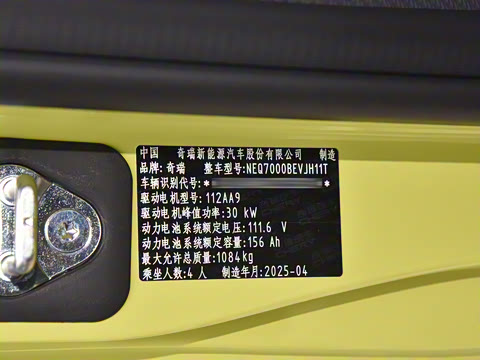 中国 奇瑞新能源汽车股份有限公司 制造
品牌:奇瑞 整车型号:NEQ7000BEVJH11T
车辆识别代号:* *
驱动电机型号:112AA9
驱动电机峰值功率:30 kW
动力电池系统额定电压:111.6 V
动力电池系统额定容量:156 Ah
最大允许总质量:1084kg
乘坐人数:4 人 制造年月:2025-04